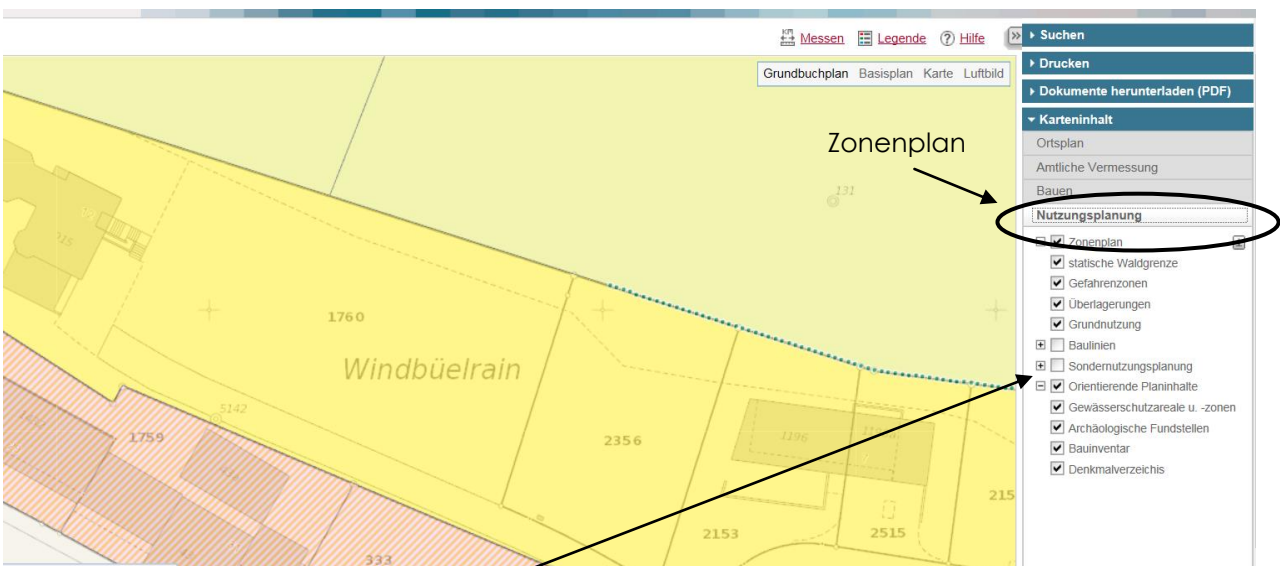 Messen Legende Hilfe
Grundbuchplan Basisplan Karte Luftbild
Suchen
Drucken
Dokumente herunterladen (PDF)
Karteninhalt
Ortsplan
Amtliche Vermessung
Bauen
Nutzungsplanung
Zonenplan
statische Waldgrenze
Gefahrenzonen
Überlagerungen
Grundnutzung
Baulinien
Sondernutzungsplanung
Orientierende Planinhalte
Gewässerschutzareale u. -zonen
Archäologische Fundstellen
Bauinventar
Denkmalverzeichis
Zonenplan
131
1760
Windbüelrain
5142
1759
2356
1196
215
2153
2515
333